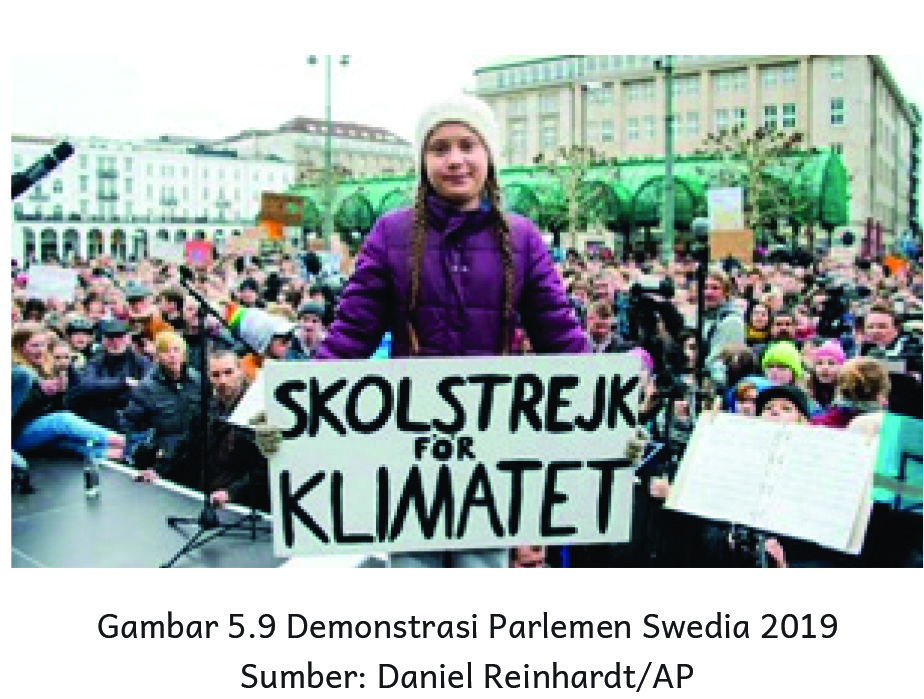 SKOLSTREJK
FÖR
KLIMATET
Gambar 5.9 Demonstrasi Parlemen Swedia 2019
Sumber: Daniel Reinhardt/AP